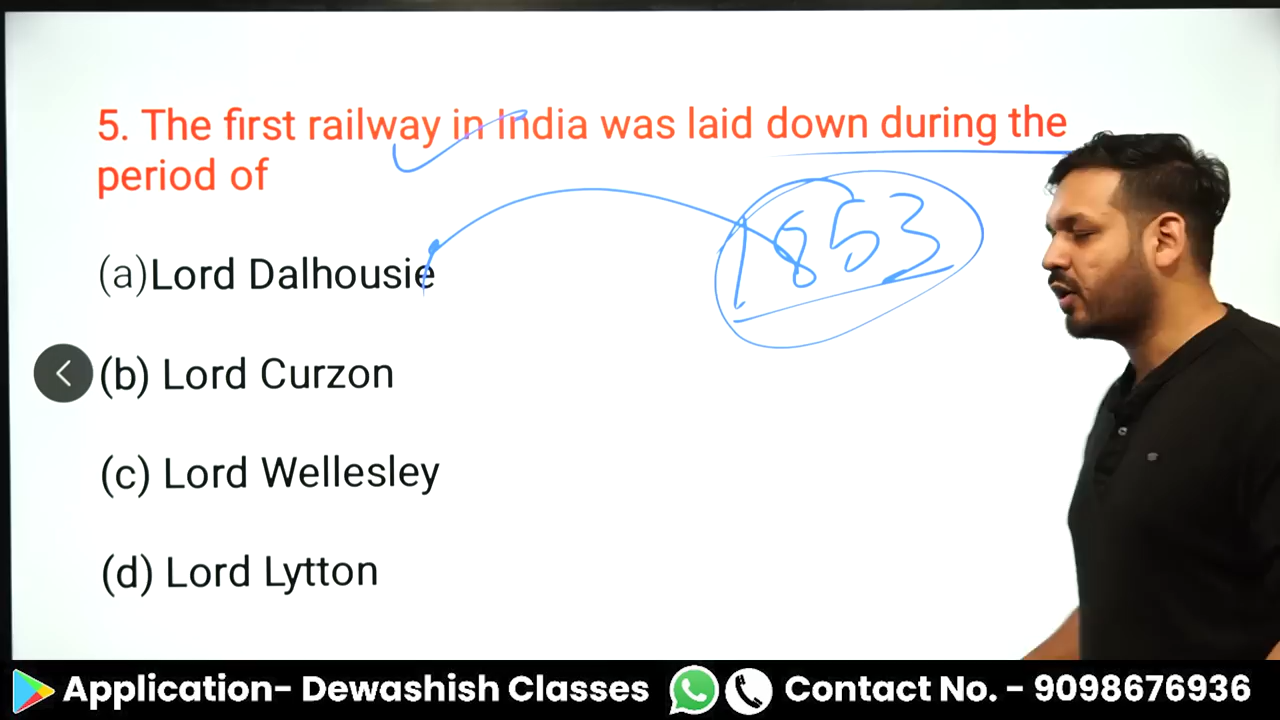 5. The first railway in India was laid down during the
period of
1853
(a)Lord Dalhousie
(b) Lord Curzon
(c) Lord Wellesley
(d) Lord Lytton
Application- Dewashish Classes
Contact No. - 9098676936